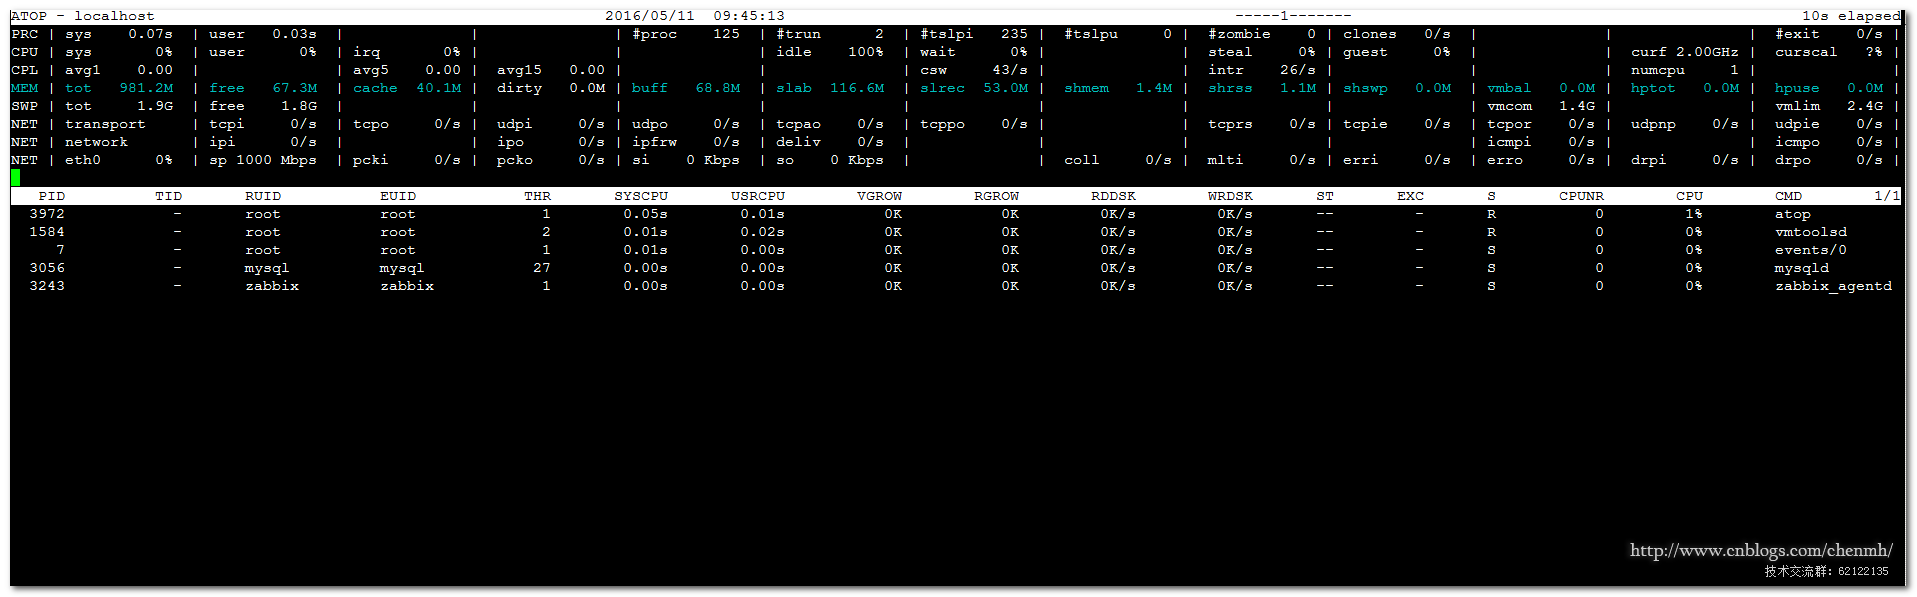 ATOP - localhost 2016/05/11 09:45:13 -----1------- 10s elapsed
PRC | sys 0.07s | user 0.03s | | | #proc 125 | #trun 2 | #tslpi 235 | #tslpu 0 | #zombie 0 | clones 0/s | | | #exit 0/s |
CPU | sys 0% | user 0% | irq 0% | | | idle 100% | wait 0% | | steal 0% | guest 0% | | curf 2.00GHz | curscal ?% |
CPL | avg1 0.00 | | avg5 0.00 | avg15 0.00 | | | csw 43/s | | intr 26/s | | | numcpu 1 | |
MEM | tot 981.2M | free 67.3M | cache 40.1M | dirty 0.0M | buff 68.8M | slab 116.6M | slrec 53.0M | shmem 1.4M | shrss 1.1M | shswp 0.0M | vmbal 0.0M | hptot 0.0M | hpuse 0.0M |
SWP | tot 1.9G | free 1.8G | | | | | | | | | vmcom 1.4G | | vmlim 2.4G |
NET | transport | tcpi 0/s | tcpo 0/s | udpi 0/s | udpo 0/s | tcpao 0/s | tcppo 0/s | | tcprs 0/s | tcpie 0/s | tcpor 0/s | udpnp 0/s | udpie 0/s |
NET | network | ipi 0/s | | ipo 0/s | ipfrw 0/s | deliv 0/s | | | | | icmpi 0/s | | icmpo 0/s |
NET | eth0 0% | sp 1000 Mbps | pcki 0/s | pcko 0/s | si 0 Kbps | so 0 Kbps | | coll 0/s | mlti 0/s | erri 0/s | erro 0/s | drpi 0/s | drpo 0/s |
PID TID RUID EUID THR SYSCPU USRCPU VGROW RGROW RDDSK WRDSK ST EXC S CPUNR CPU CMD 1/1
3972 - root root 1 0.05s 0.01s 0K 0K 0K/s 0K/s -- - R 0 1% atop
1584 - root root 2 0.01s 0.02s 0K 0K 0K/s 0K/s -- - R 0 0% vmtoolsd
7 - root root 1 0.01s 0.00s 0K 0K 0K/s 0K/s -- - S 0 0% events/0
3056 - mysql mysql 27 0.00s 0.00s 0K 0K 0K/s 0K/s -- - S 0 0% mysqld
3243 - zabbix zabbix 1 0.00s 0.00s 0K 0K 0K/s 0K/s -- - S 0 0% zabbix_agentd
http://www.cnblogs.com/chenmh/
技术交流群: 62122135